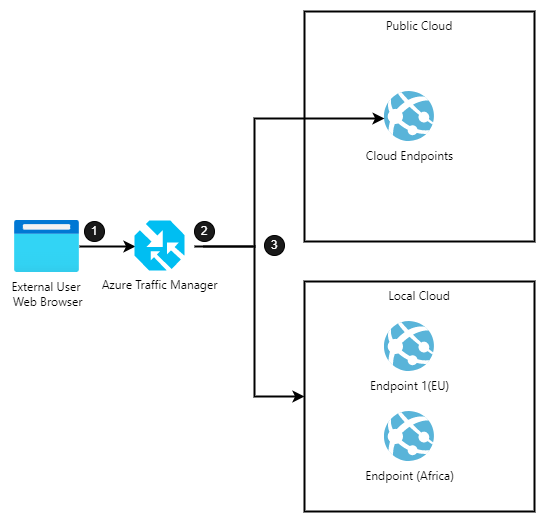 Public Cloud
Cloud Endpoints
1
2
3
External User
Web Browser
Azure Traffic Manager
Local Cloud
Endpoint 1(EU)
Endpoint (Africa)